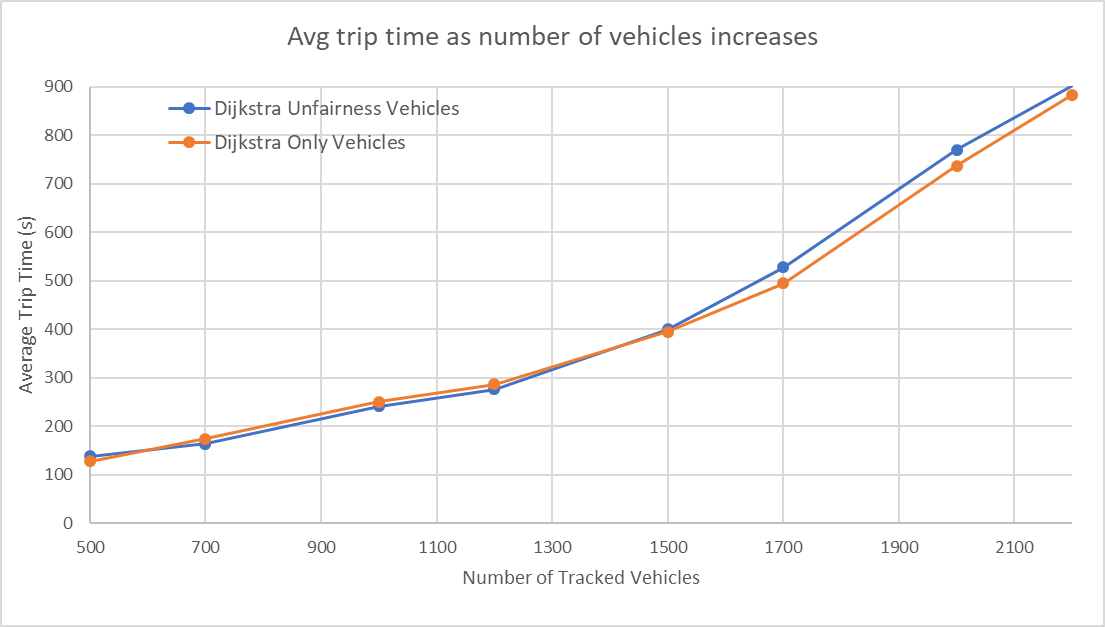 Avg trip time as number of vehicles increases
900
800
700
600
500
400
300
200
100
0
Dijkstra Unfairness Vehicles
Dijkstra Only Vehicles
Average Trip Time (s)
500 700 900 1100 1300 1500 1700 1900 2100
Number of Tracked Vehicles